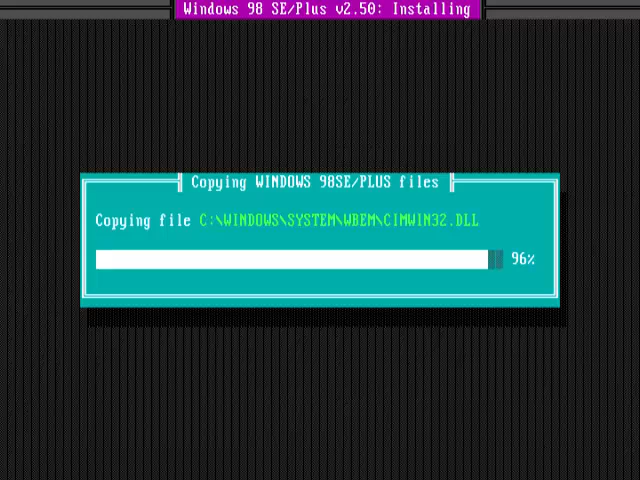 Windows 98 SE/Plus v2.50: Installing
Copying WINDOWS 98SE/PLUS files
Copying file C:\WINDOWS\SYSTEM\WBEM\CIMWIN32.DLL
96%